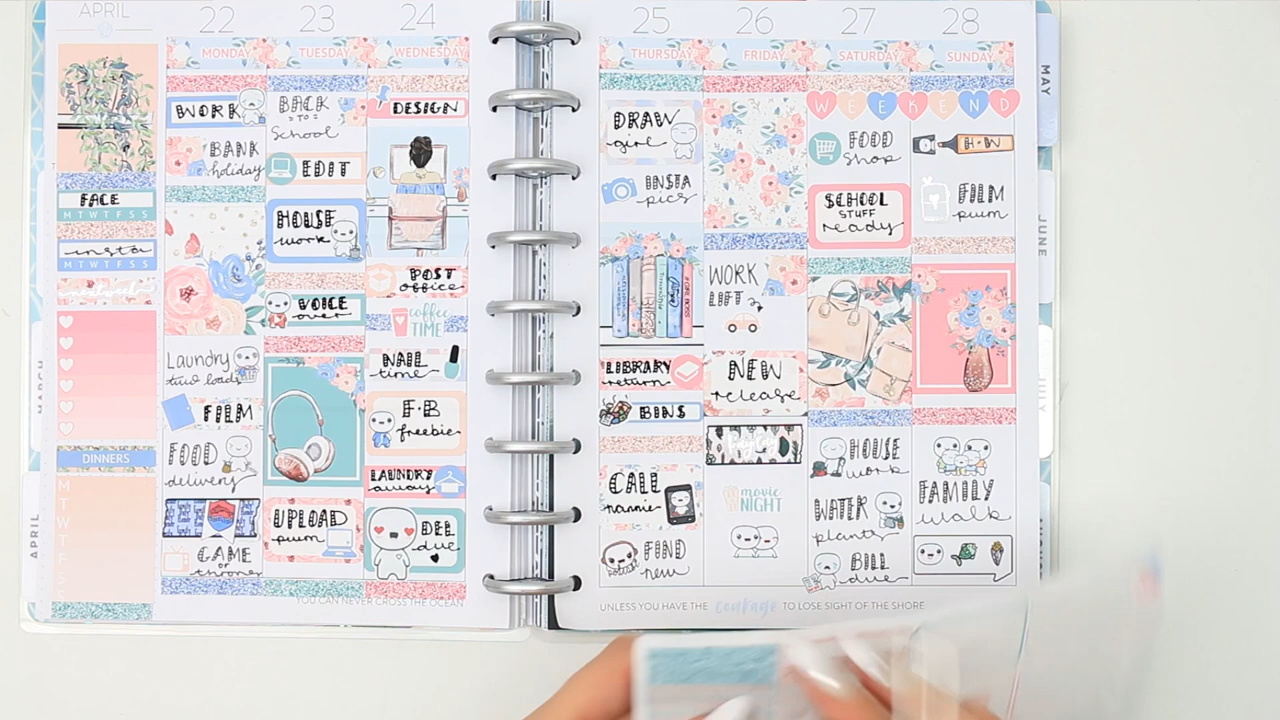 APRIL
22
23
24
MONDAY
TUESDAY
WEDNESDAY
FACE
M T W T F S S
insta
M T W T F S S
DINNERS
M
T
W
T
F
S
S
WORK
BANK
holiday
Laundry
two loads
FILM
FOOD
delivery
GAME
OF
thrones
BACK
TO
School
EDIT
HOUSE
work
VOICE
over
UPLOAD
pwm
DESIGN
POST
office
coffee
TIME
NAIL
time
F·B
freebie
LAUNDRY
away
DEL
due
YOU CAN NEVER CROSS THE OCEAN
25
26
27
28
THURSDAY
FRIDAY
SATURDAY
SUNDAY
DRAW
girl
INSTA
pics
LIBRARY
return
BINS
CALL
nannie
FIND
new
WORK
LIFT
NEW
release
movie
NIGHT
WEEKEND
FOOD
Shop
SCHOOL
STUFF
ready
HOUSE
work
WATER
plants
BILL
due
H·W
FILM
pwm
FAMILY
walk
UNLESS YOU HAVE THE courage TO LOSE SIGHT OF THE SHORE
MARCH
APRIL
MAY
JUNE
JULY